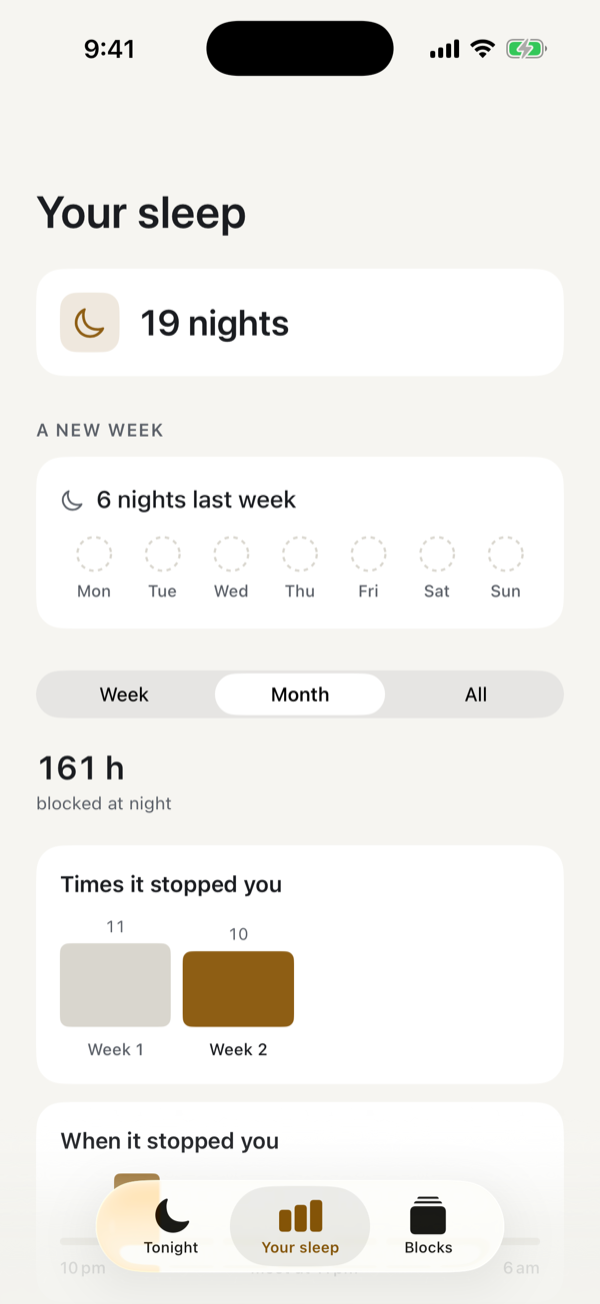 9:41
Your sleep
19 nights
A NEW WEEK
6 nights last week
Mon Tue Wed Thu Fri Sat Sun
Week Month All
161 h
blocked at night
Times it stopped you
11 10
Week 1 Week 2
When it stopped you
10 pm 6 am
Tonight Your sleep Blocks